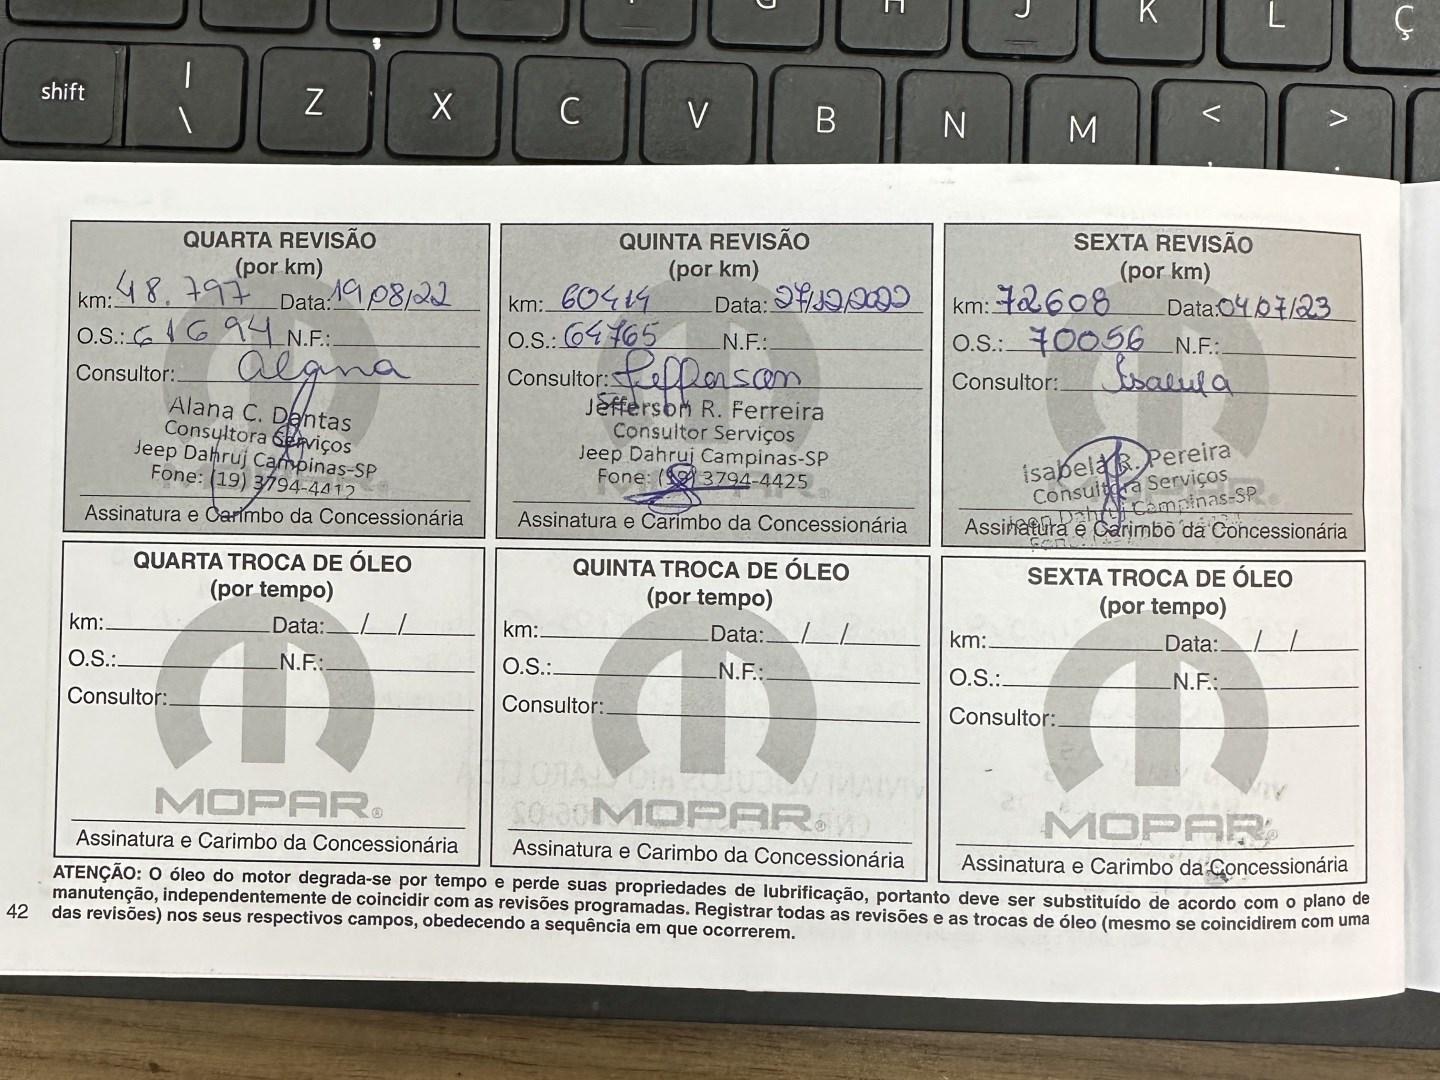 G H J K L Ç
shift | \ Z X C V B N M < >
QUARTA REVISÃO
(por km)
km: 48.797 Data: 19/08/22
O.S.: 61694 N.F.:
Consultor: Alana
Alana C. Dantas
Consultora Serviços
Jeep Dahruj Campinas-SP
Fone: (19) 3794-4412
Assinatura e Carimbo da Concessionária
QUINTA REVISÃO
(por km)
km: 60414 Data: 27/12/2022
O.S.: 64765 N.F.:
Consultor: Jefferson
Jefferson R. Ferreira
Consultor Serviços
Jeep Dahruj Campinas-SP
Fone: (19) 3794-4425
Assinatura e Carimbo da Concessionária
SEXTA REVISÃO
(por km)
km: 72608 Data: 04/07/23
O.S.: 70056 N.F.:
Consultor: Isabela
Isabela R. Pereira
Consultora Serviços
Jeep Dahruj Campinas-SP
Assinatura e Carimbo da Concessionária
QUARTA TROCA DE ÓLEO
(por tempo)
km: Data: / /
O.S.: N.F.:
Consultor:
MOPAR®
Assinatura e Carimbo da Concessionária
QUINTA TROCA DE ÓLEO
(por tempo)
km: Data: / /
O.S.: N.F.:
Consultor:
MOPAR®
Assinatura e Carimbo da Concessionária
SEXTA TROCA DE ÓLEO
(por tempo)
km: Data: / /
O.S.: N.F.:
Consultor:
MOPAR®
Assinatura e Carimbo da Concessionária
ATENÇÃO: O óleo do motor degrada-se por tempo e perde suas propriedades de lubrificação, portanto deve ser substituído de acordo com o plano de
manutenção, independentemente de coincidir com as revisões programadas. Registrar todas as revisões e as trocas de óleo (mesmo se coincidirem com uma
das revisões) nos seus respectivos campos, obedecendo a sequência em que ocorrerem.
42